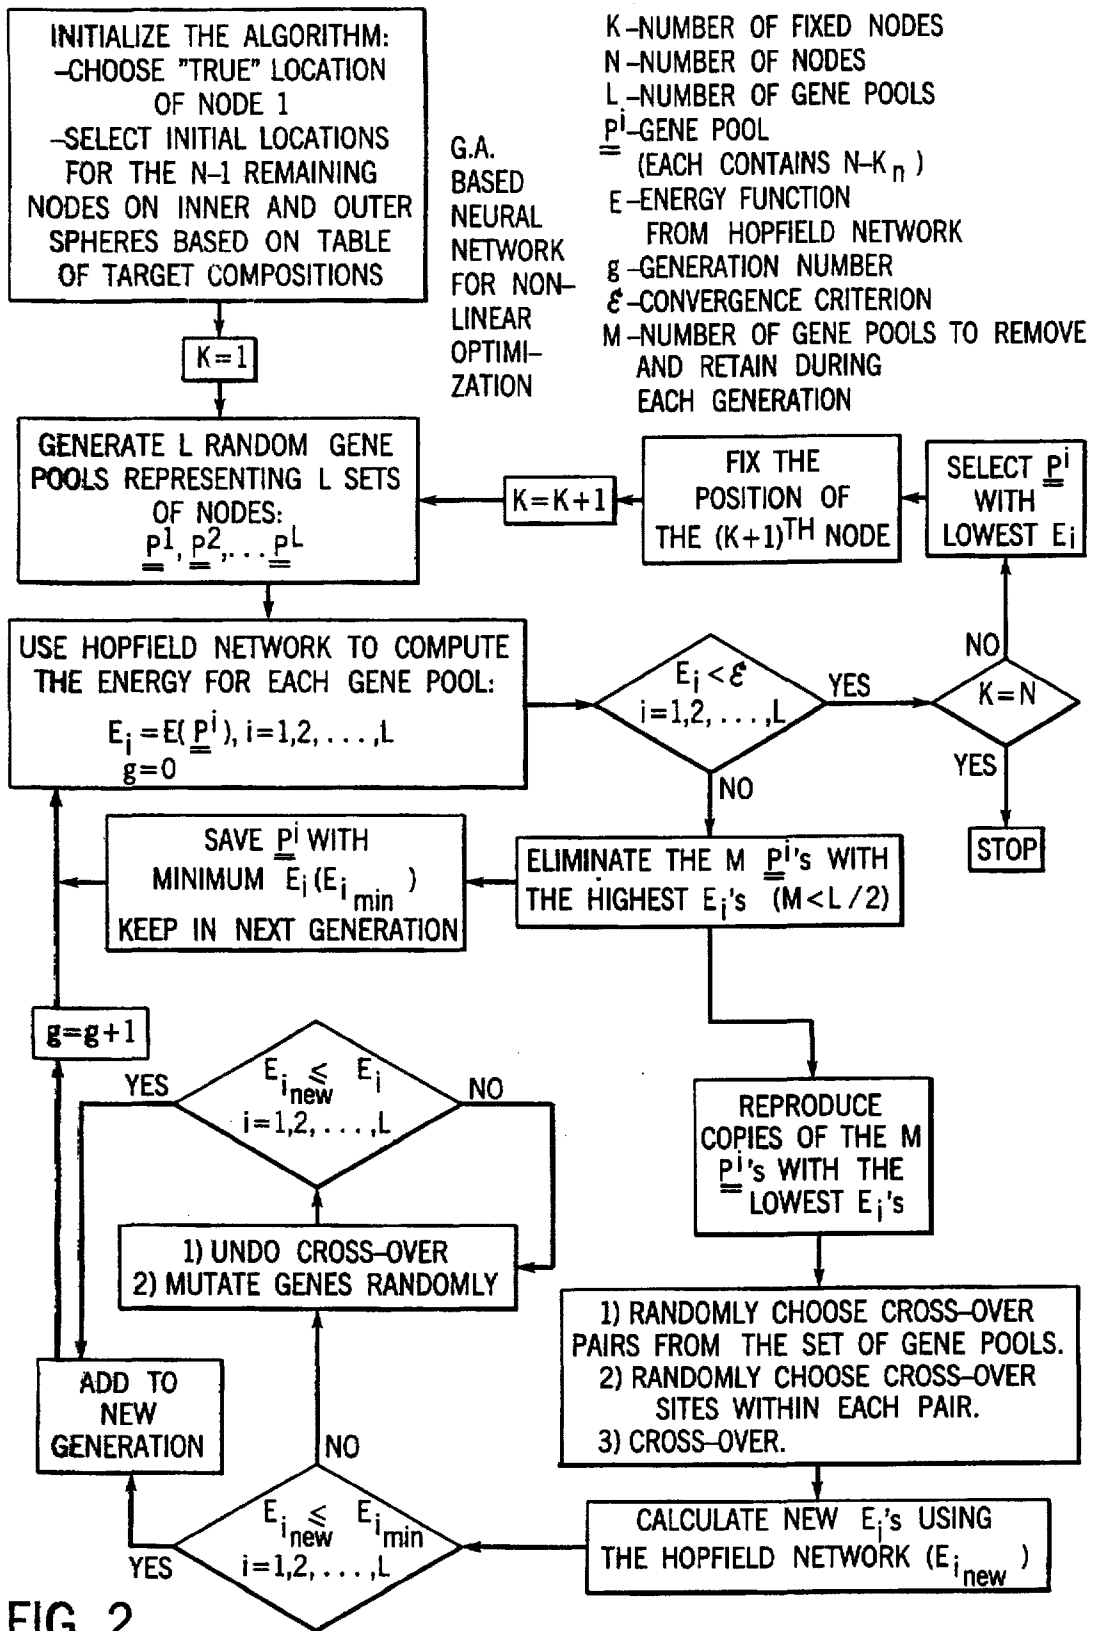 INITIALIZE THE ALGORITHM:
–CHOOSE "TRUE" LOCATION
OF NODE 1
–SELECT INITIAL LOCATIONS
FOR THE N–1 REMAINING
NODES ON INNER AND OUTER
SPHERES BASED ON TABLE
OF TARGET COMPOSITIONS
G.A.
BASED
NEURAL
NETWORK
FOR NON–
LINEAR
OPTIMI–
ZATION
K –NUMBER OF FIXED NODES
N –NUMBER OF NODES
L –NUMBER OF GENE POOLS
P^i –GENE POOL
(EACH CONTAINS N–K_n )
E –ENERGY FUNCTION
FROM HOPFIELD NETWORK
g –GENERATION NUMBER
ℰ –CONVERGENCE CRITERION
M –NUMBER OF GENE POOLS TO REMOVE
AND RETAIN DURING
EACH GENERATION
K=1
GENERATE L RANDOM GENE
POOLS REPRESENTING L SETS
OF NODES:
P^1, P^2,... P^L
K=K+1
FIX THE
POSITION OF
THE (K+1)^TH NODE
SELECT P^i
WITH
LOWEST E_i
USE HOPFIELD NETWORK TO COMPUTE
THE ENERGY FOR EACH GENE POOL:
E_i =E( P^i ), i=1,2, ...,L
g=0
E_i < ℰ
i=1,2, ...,L
YES
NO
K=N
NO
YES
STOP
SAVE P^i WITH
MINIMUM E_i (E_i_min )
KEEP IN NEXT GENERATION
ELIMINATE THE M P^i's WITH
THE HIGHEST E_i's (M<L/2)
g=g+1
E_i_new ≤ E_i
i=1,2, ...,L
YES
NO
REPRODUCE
COPIES OF THE M
P^i's WITH THE
LOWEST E_i's
1) UNDO CROSS–OVER
2) MUTATE GENES RANDOMLY
1) RANDOMLY CHOOSE CROSS–OVER
PAIRS FROM THE SET OF GENE POOLS.
2) RANDOMLY CHOOSE CROSS–OVER
SITES WITHIN EACH PAIR.
3) CROSS–OVER.
ADD TO
NEW
GENERATION
NO
E_i_new ≤ E_i_min
i=1,2, ...,L
YES
CALCULATE NEW E_i's USING
THE HOPFIELD NETWORK (E_i_new )
FIG. 2